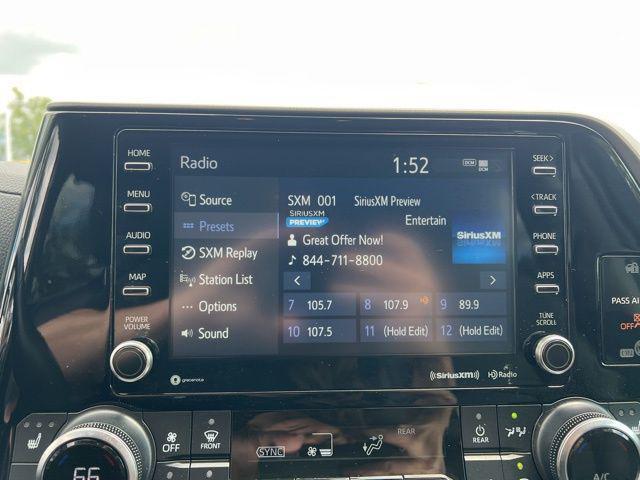 HOME
MENU
AUDIO
MAP
POWER
VOLUME
Radio
1:52
DCM
DCM
Source
Presets
SXM Replay
Station List
Options
Sound
SXM 001 SiriusXM Preview
SIRIUSXM
PREVIEW
Entertain
Great Offer Now!
844-711-8800
SiriusXM
7 105.7 8 107.9 9 89.9
10 107.5 11 (Hold Edit) 12 (Hold Edit)
SEEK >
< TRACK
PHONE
APPS
TUNE
SCROLL
gracenote
((SiriusXM))
HD Radio
PASS AI
OFF
ON
OFF
FRONT
66
SYNC
REAR
REAR
A/C